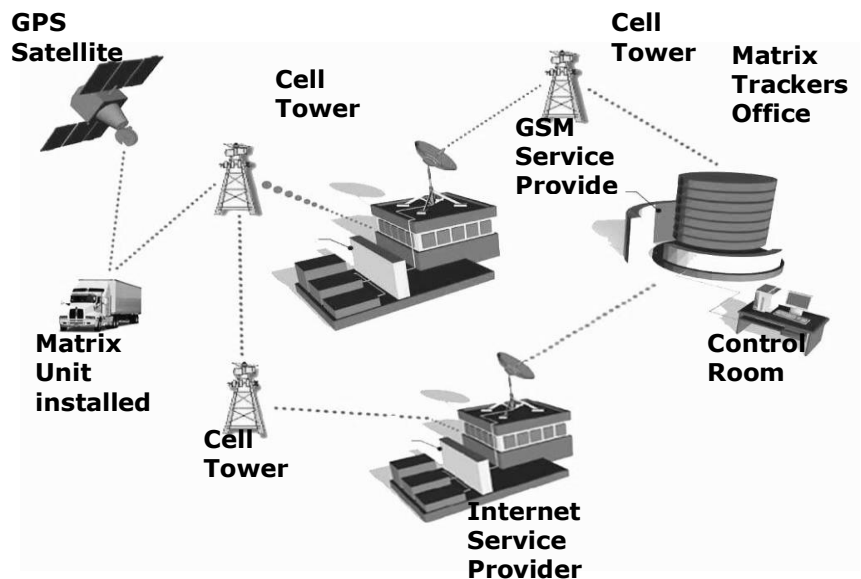 GPS
Satellite
Cell
Tower
Cell
Tower
Matrix
Trackers
Office
GSM
Service
Provide
Matrix
Unit
installed
Control
Room
Cell
Tower
Internet
Service
Provider